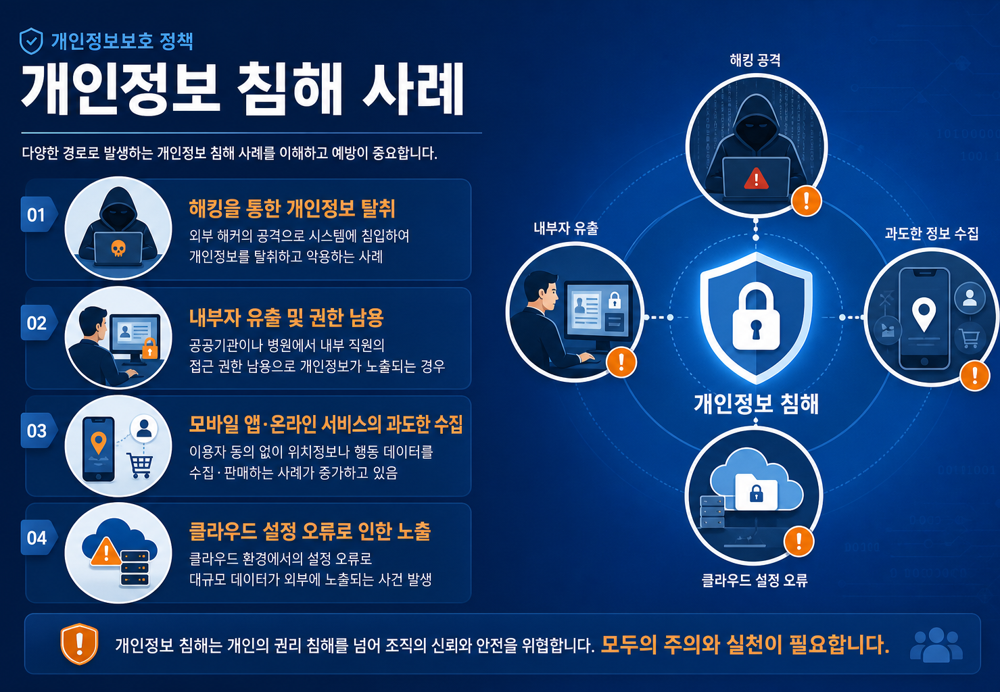 개인정보보호 정책
개인정보 침해 사례
다양한 경로로 발생하는 개인정보 침해 사례를 이해하고 예방이 중요합니다.
01
해킹을 통한 개인정보 탈취
외부 해커의 공격으로 시스템에 침입하여
개인정보를 탈취하고 악용하는 사례
02
내부자 유출 및 권한 남용
공공기관이나 병원에서 내부 직원의
접근 권한 남용으로 개인정보가 노출되는 경우
03
모바일 앱·온라인 서비스의 과도한 수집
이용자 동의 없이 위치정보나 행동 데이터를
수집·판매하는 사례가 증가하고 있음
04
클라우드 설정 오류로 인한 노출
클라우드 환경에서의 설정 오류로
대규모 데이터가 외부에 노출되는 사건 발생
해킹 공격
내부자 유출
과도한 정보 수집
개인정보 침해
클라우드 설정 오류
개인정보 침해는 개인의 권리 침해를 넘어 조직의 신뢰와 안전을 위협합니다. 모두의 주의와 실천이 필요합니다.